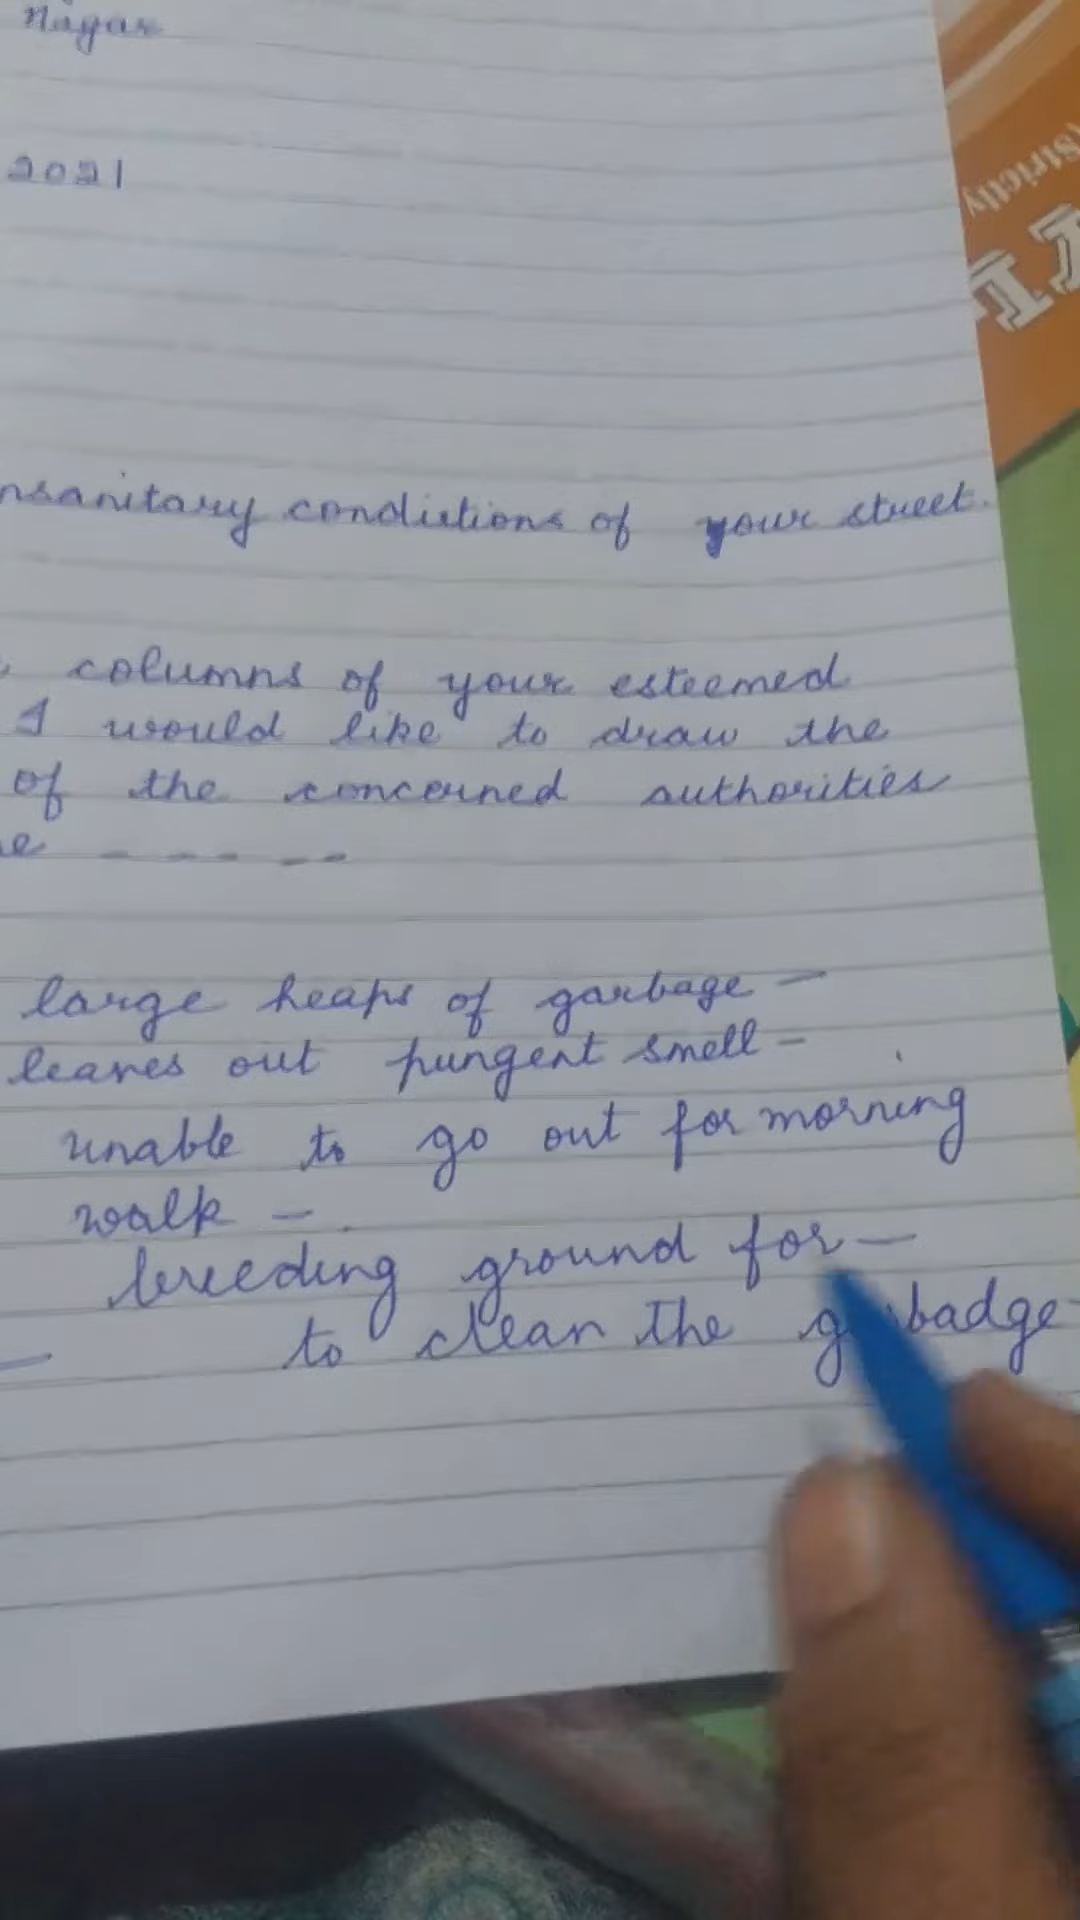 Nagar
2021
nsanitary condictions of your street.
columns of your esteemed
I would like to draw the
of the concerned authorities
e - - - - -
large heaps of garbage -
leaves out pungent smell -
unable to go out for morning
walk -
breeding ground for -
- to clean the
(Strictly